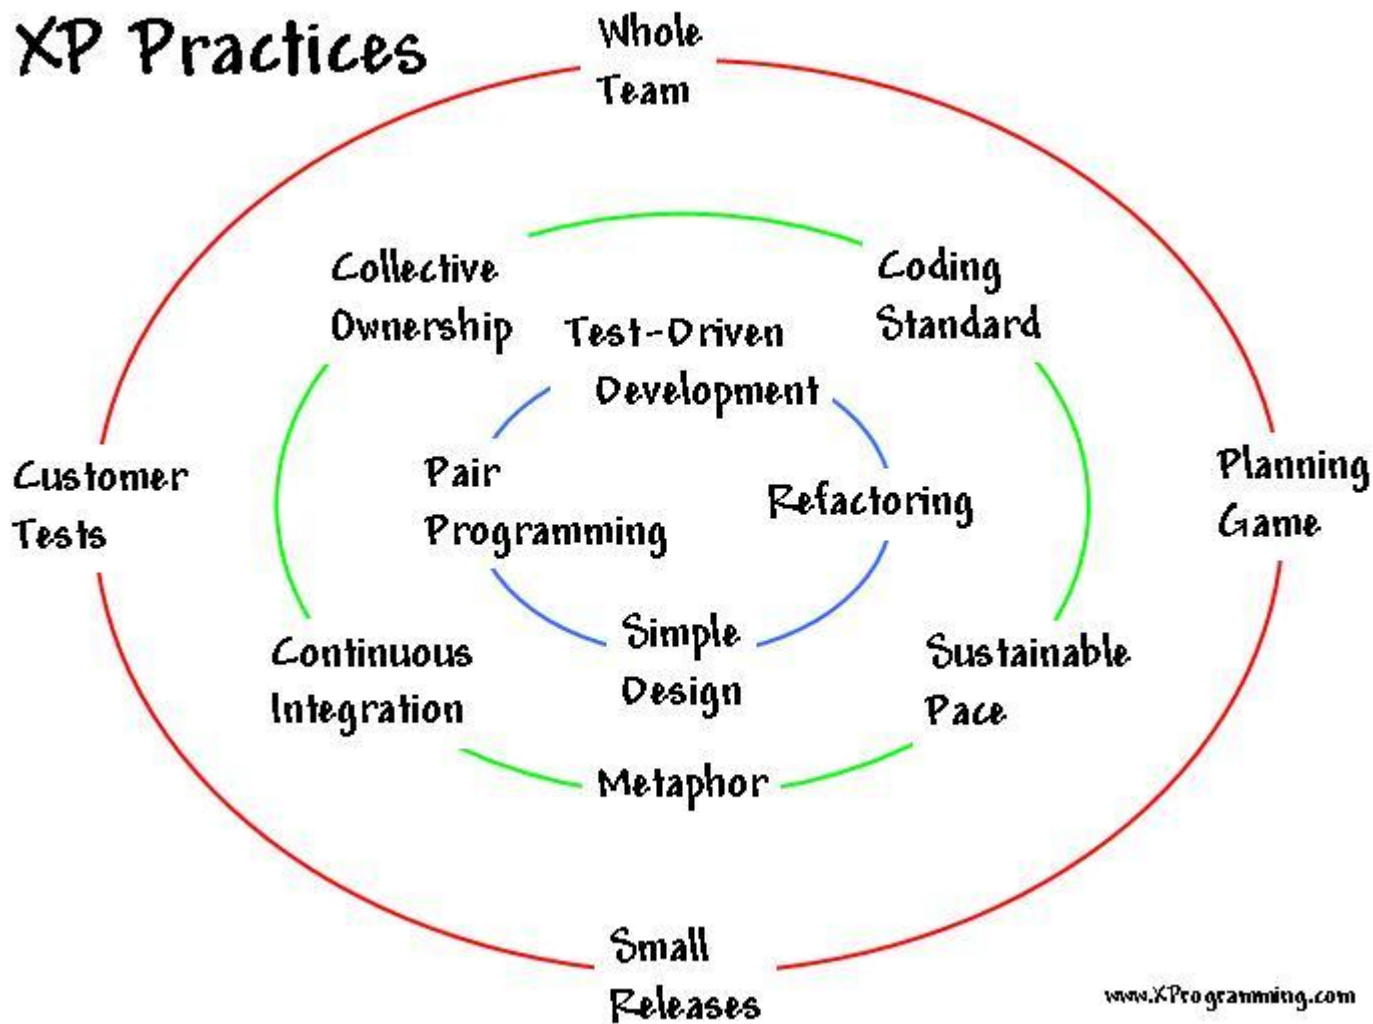 XP Practices
Whole
Team
Collective
Ownership
Coding
Standard
Test-Driven
Development
Customer
Tests
Pair
Programming
Refactoring
Planning
Game
Continuous
Integration
Simple
Design
Sustainable
Pace
Metaphor
Small
Releases
www.XProgramming.com